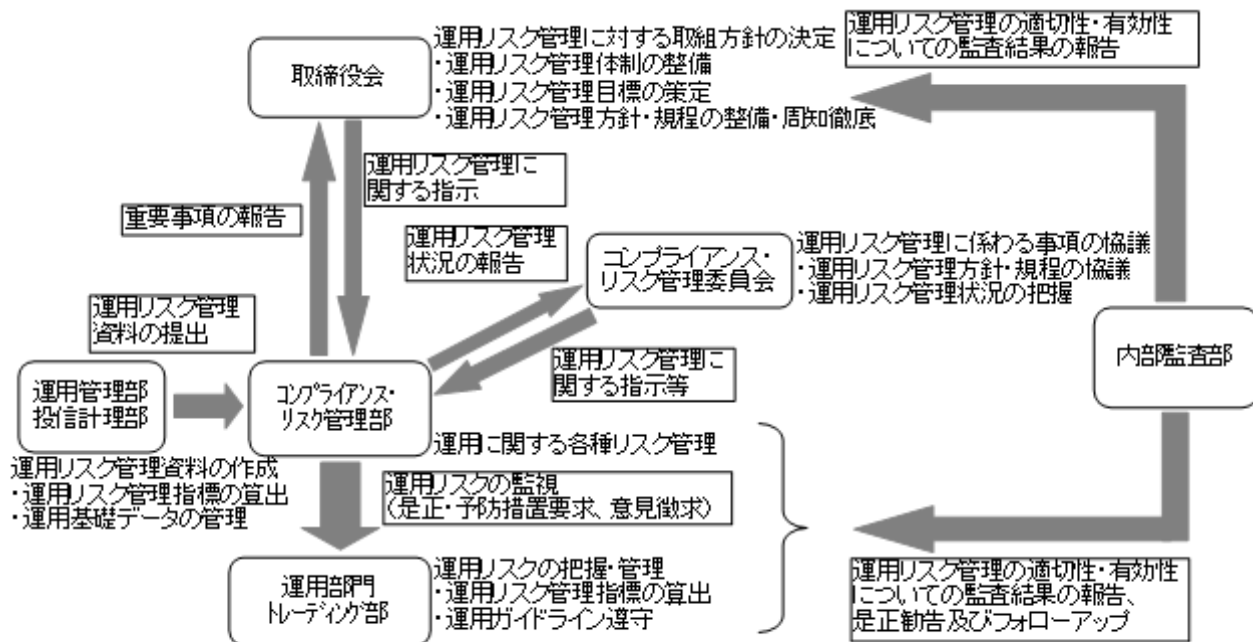 運用リスク管理に対する取組方針の決定
・運用リスク管理体制の整備
・運用リスク管理目標の策定
・運用リスク管理方針・規程の整備・周知徹底
取締役会
運用リスク管理の適切性・有効性
についての監査結果の報告
運用リスク管理に
関する指示
重要事項の報告
運用リスク管理
状況の報告
コンプライアンス・
リスク管理委員会
運用リスク管理に係わる事項の協議
・運用リスク管理方針・規程の協議
・運用リスク管理状況の把握
運用リスク管理
資料の提出
運用リスク管理に
関する指示等
内部監査部
運用管理部
投信計理部
コンプライアンス・
リスク管理部
運用に関する各種リスク管理
運用リスク管理資料の作成
・運用リスク管理指標の算出
・運用基礎データの管理
運用リスクの監視
(是正・予防措置要求、意見徴求)
運用部門
トレーディング部
運用リスクの把握・管理
・運用リスク管理指標の算出
・運用ガイドライン遵守
運用リスク管理の適切性・有効性
についての監査結果の報告、
是正勧告及びフォローアップ